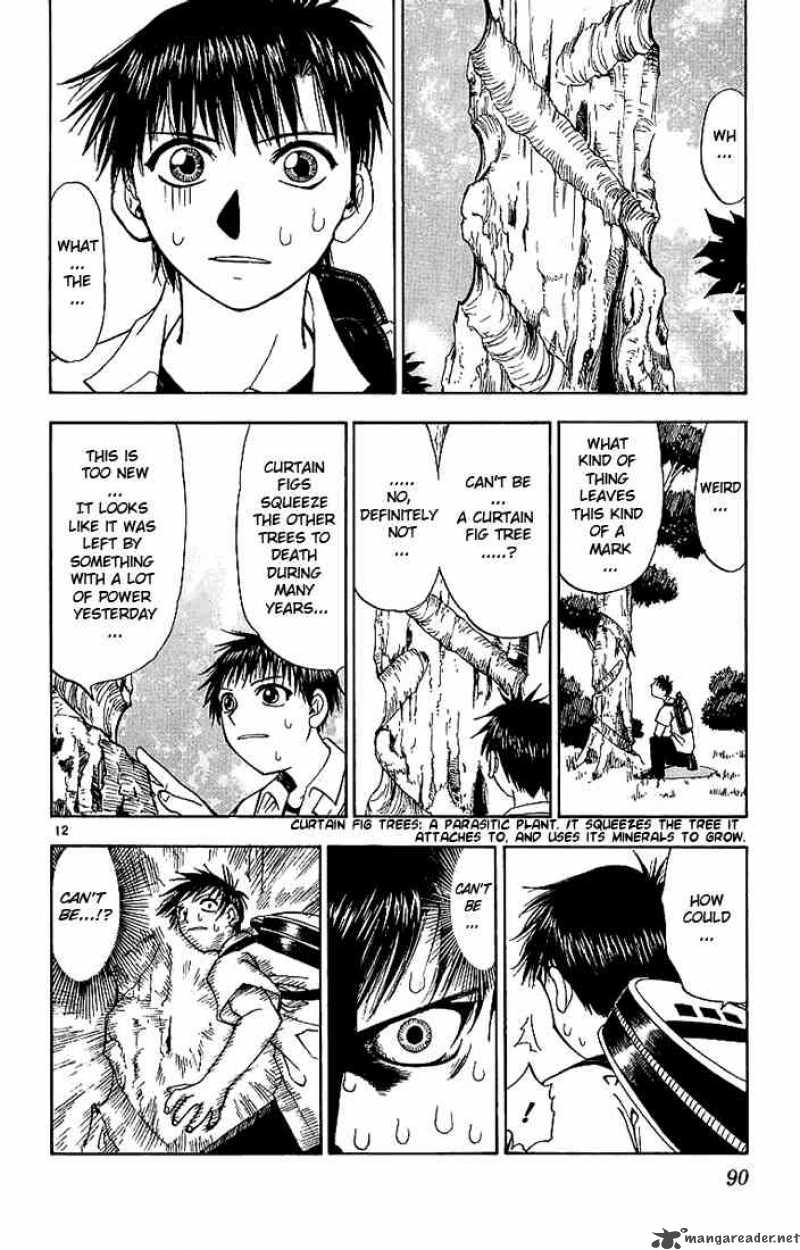 WH
...
WHAT
...
THE
...
WEIRD
...
WHAT
KIND OF
THING
LEAVES
THIS KIND
OF A
MARK
...
CAN'T BE
...
A CURTAIN
FIG TREE
.....?
.....
NO,
DEFINITELY
NOT
...
CURTAIN
FIGS
SQUEEZE
THE OTHER
TREES TO
DEATH
DURING
MANY
YEARS...
THIS IS
TOO NEW
...
IT LOOKS
LIKE IT WAS
LEFT BY
SOMETHING
WITH A LOT
OF POWER
YESTERDAY
...
12
CURTAIN FIG TREES: A PARASITIC PLANT. IT SQUEEZES THE TREE IT
ATTACHES TO, AND USES ITS MINERALS TO GROW.
HOW
COULD
...
!
CAN'T
BE
...
CAN'T
BE...!?
90
mangareader.net